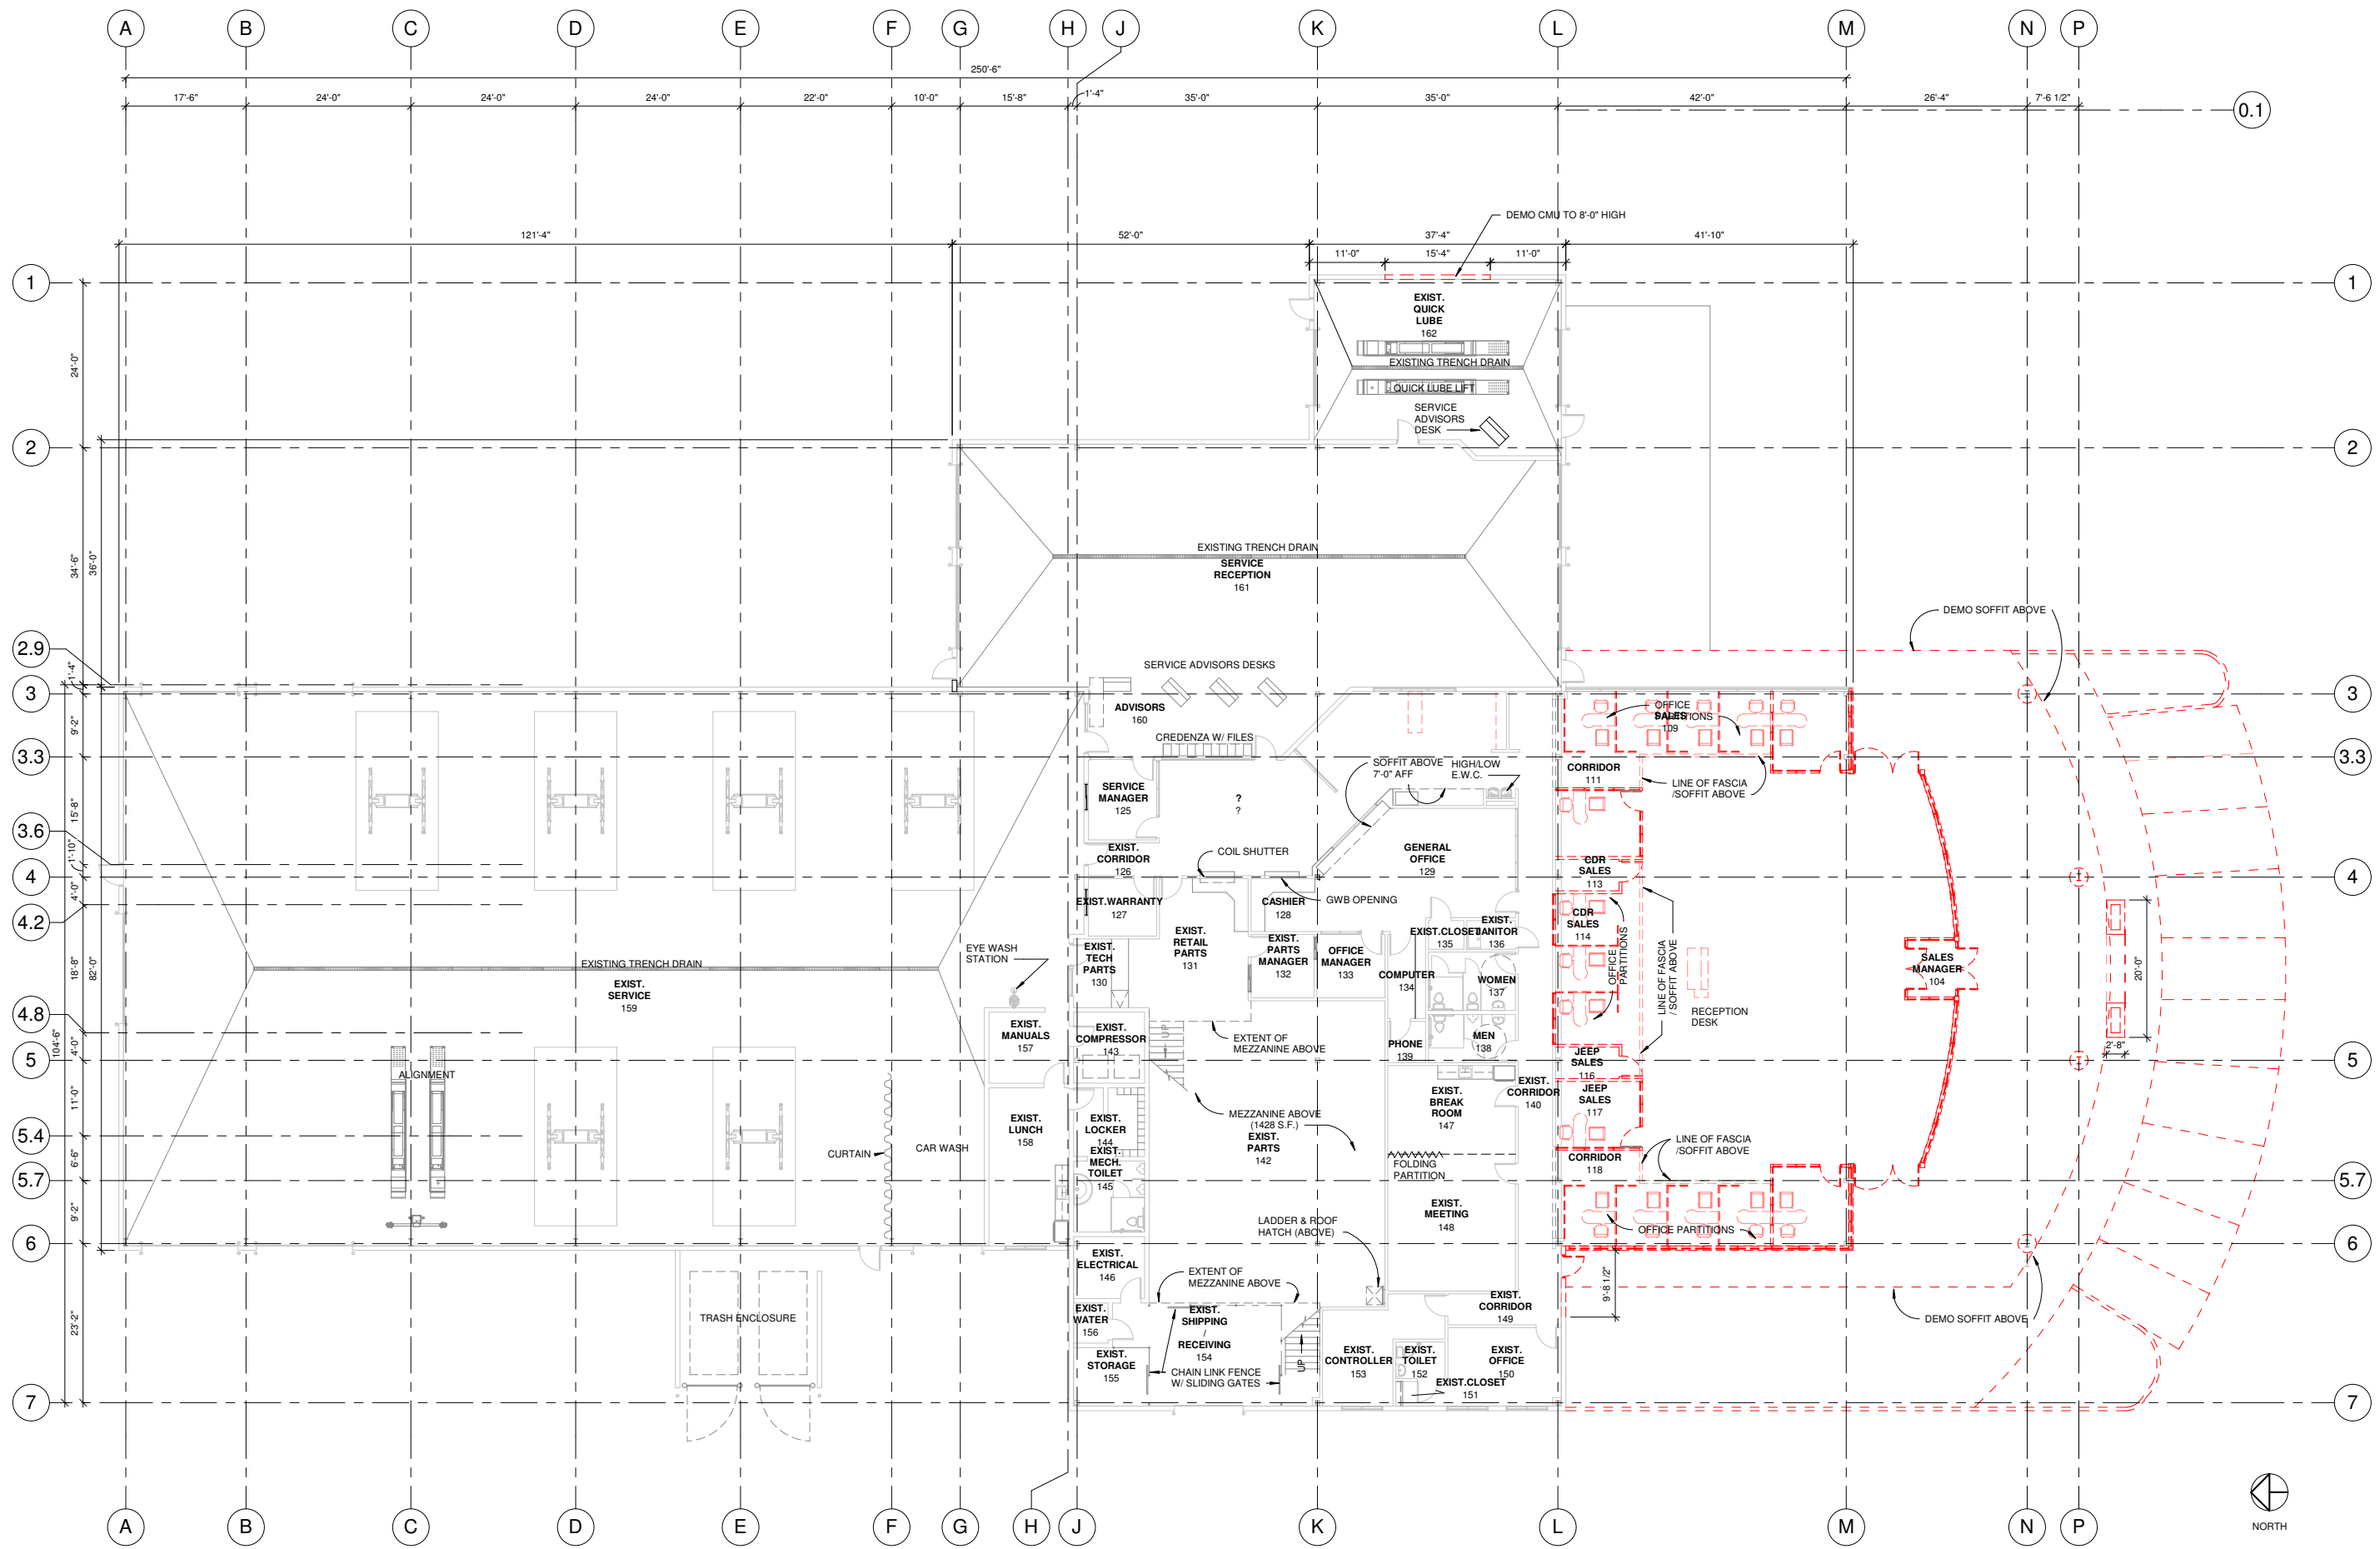 A B C D E F G H J K L M N P
250'-6"
17'-6" 24'-0" 24'-0" 24'-0" 22'-0" 10'-0" 15'-8" 1'-4" 35'-0" 35'-0" 42'-0" 26'-4" 7'-6 1/2"
0.1
DEMO CMU TO 8'-0" HIGH
121'-4" 52'-0" 37'-4" 41'-10"
11'-0" 15'-4" 11'-0"
1 1
EXIST.
QUICK
LUBE
162
EXISTING TRENCH DRAIN
QUICK LUBE LIFT
SERVICE
ADVISORS
DESK
24'-0"
2 2
34'-6"
36'-0"
EXISTING TRENCH DRAIN
SERVICE
RECEPTION
161
DEMO SOFFIT ABOVE
2.9
1'-4"
3 3
SERVICE ADVISORS DESKS
ADVISORS
160
CREDENZA W/ FILES
OFFICE
PARTITIONS
SALES
109
9'-2"
3.3 3.3
SOFFIT ABOVE
7'-0" AFF
HIGH/LOW
E.W.C.
CORRIDOR
111
LINE OF FASCIA
/SOFFIT ABOVE
SERVICE
MANAGER
125
?
?
15'-8"
3.6
1'-10"
EXIST.
CORRIDOR
126
COIL SHUTTER
GENERAL
OFFICE
129
CDR
SALES
113
4 4
4'-0"
4.2
EXIST.WARRANTY
127
CASHIER
128
GWB OPENING
CDR
SALES
114
EXIST.
RETAIL
PARTS
131
EXIST.CLOSET
135
EXIST.
JANITOR
136
EXIST.
TECH
PARTS
130
EXIST.
PARTS
MANAGER
132
OFFICE
MANAGER
133
COMPUTER
134
WOMEN
137
OFFICE
PARTITIONS
LINE OF FASCIA
/ SOFFIT ABOVE
SALES
MANAGER
104
20'-0"
2'-8"
RECEPTION
DESK
EYE WASH
STATION
EXISTING TRENCH DRAIN
EXIST.
SERVICE
159
18'-8"
82'-0"
4.8
104'-6"
4'-0"
5 5
EXIST.
MANUALS
157
EXIST.
COMPRESSOR
143
UP
EXTENT OF
MEZZANINE ABOVE
PHONE
139
MEN
138
JEEP
SALES
116
ALIGNMENT
EXIST.
BREAK
ROOM
147
EXIST.
CORRIDOR
140
JEEP
SALES
117
11'-0"
5.4
EXIST.
LUNCH
158
EXIST.
LOCKER
144
MEZZANINE ABOVE
(1428 S.F.)
EXIST.
PARTS
142
CURTAIN
CAR WASH
EXIST.
MECH.
TOILET
145
FOLDING
PARTITION
CORRIDOR
118
LINE OF FASCIA
/SOFFIT ABOVE
6'-6"
5.7 5.7
9'-2"
EXIST.
MEETING
148
LADDER & ROOF
HATCH (ABOVE)
OFFICE PARTITIONS
6 6
EXIST.
ELECTRICAL
146
EXTENT OF
MEZZANINE ABOVE
9'-8 1/2"
EXIST.
WATER
156
EXIST.
SHIPPING
/
RECEIVING
154
EXIST.
CORRIDOR
149
DEMO SOFFIT ABOVE
TRASH ENCLOSURE
23'-2"
EXIST.
STORAGE
155
CHAIN LINK FENCE
W/ SLIDING GATES
UP
EXIST.
CONTROLLER
153
EXIST.
TOILET
152
EXIST.
OFFICE
150
EXIST.CLOSET
151
7 7
A B C D E F G H J K L M N P
NORTH